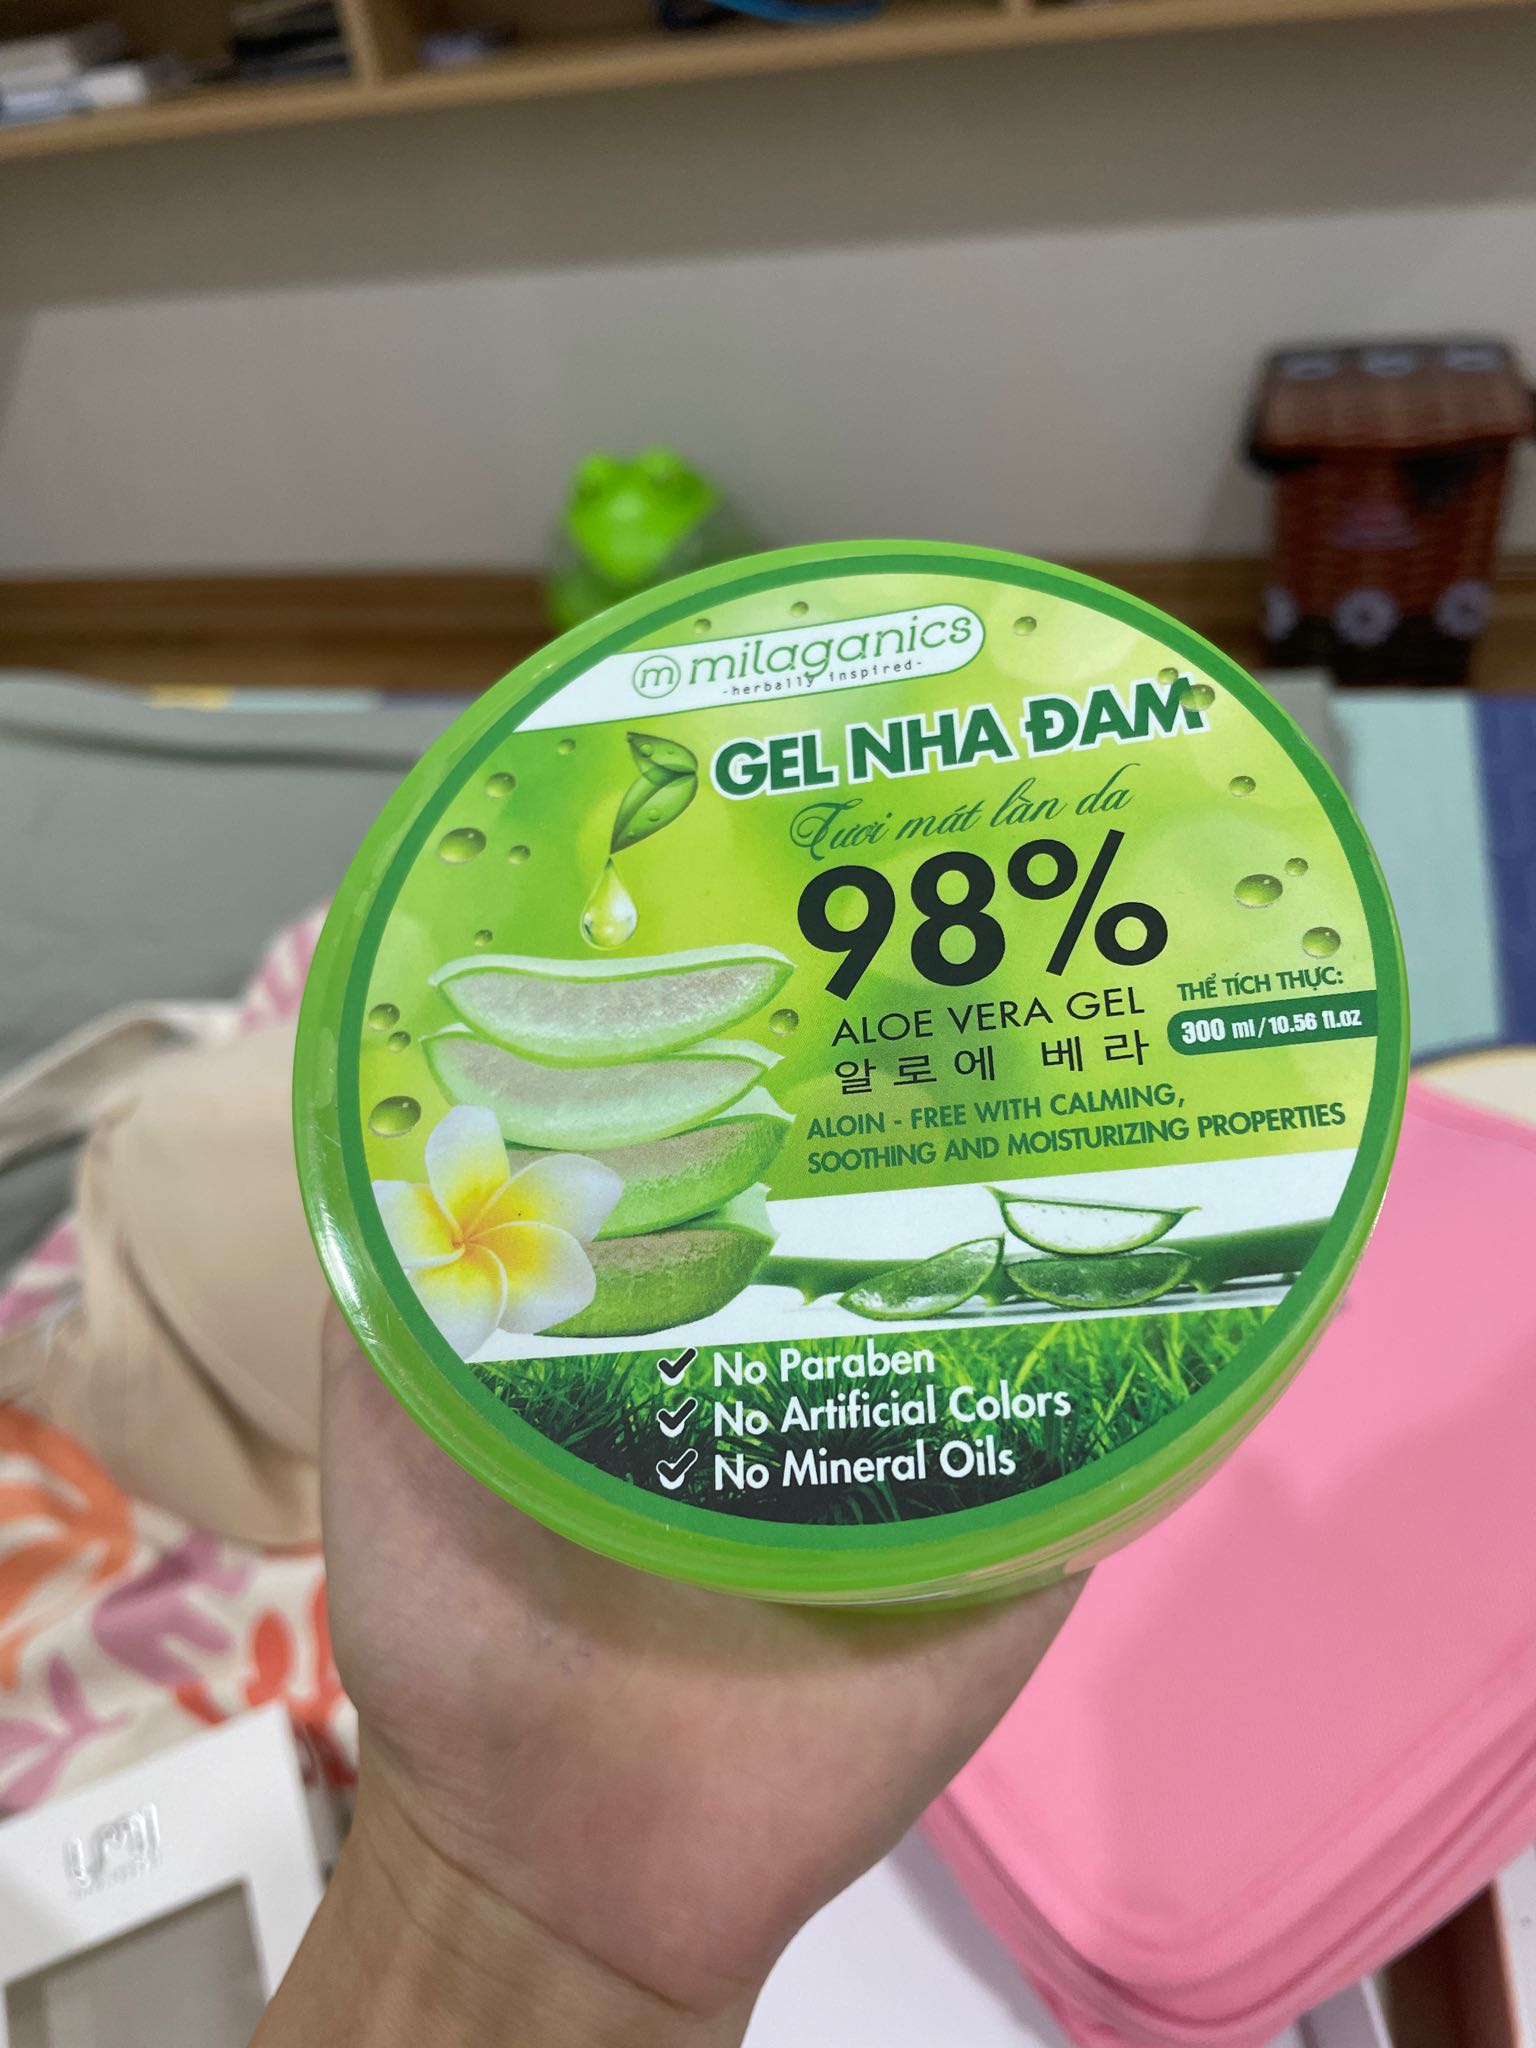 m milaganics
-herbally inspired-
GEL NHA ĐAM
Tươi mát làn da
98%
ALOE VERA GEL
알로에 베라
THỂ TÍCH THỰC:
300 ml/10.56 fl.oz
ALOIN - FREE WITH CALMING,
SOOTHING AND MOISTURIZING PROPERTIES
No Paraben
No Artificial Colors
No Mineral Oils